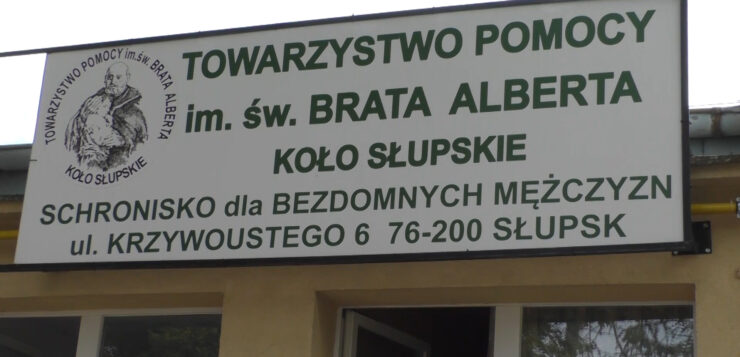 TOWARZYSTWO POMOCY im. św. BRATA ALBERTA
KOŁO SŁUPSKIE
TOWARZYSTWO POMOCY
im. św. BRATA ALBERTA
KOŁO SŁUPSKIE
SCHRONISKO dla BEZDOMNYCH MĘŻCZYZN
ul. KRZYWOUSTEGO 6 76-200 SŁUPSK